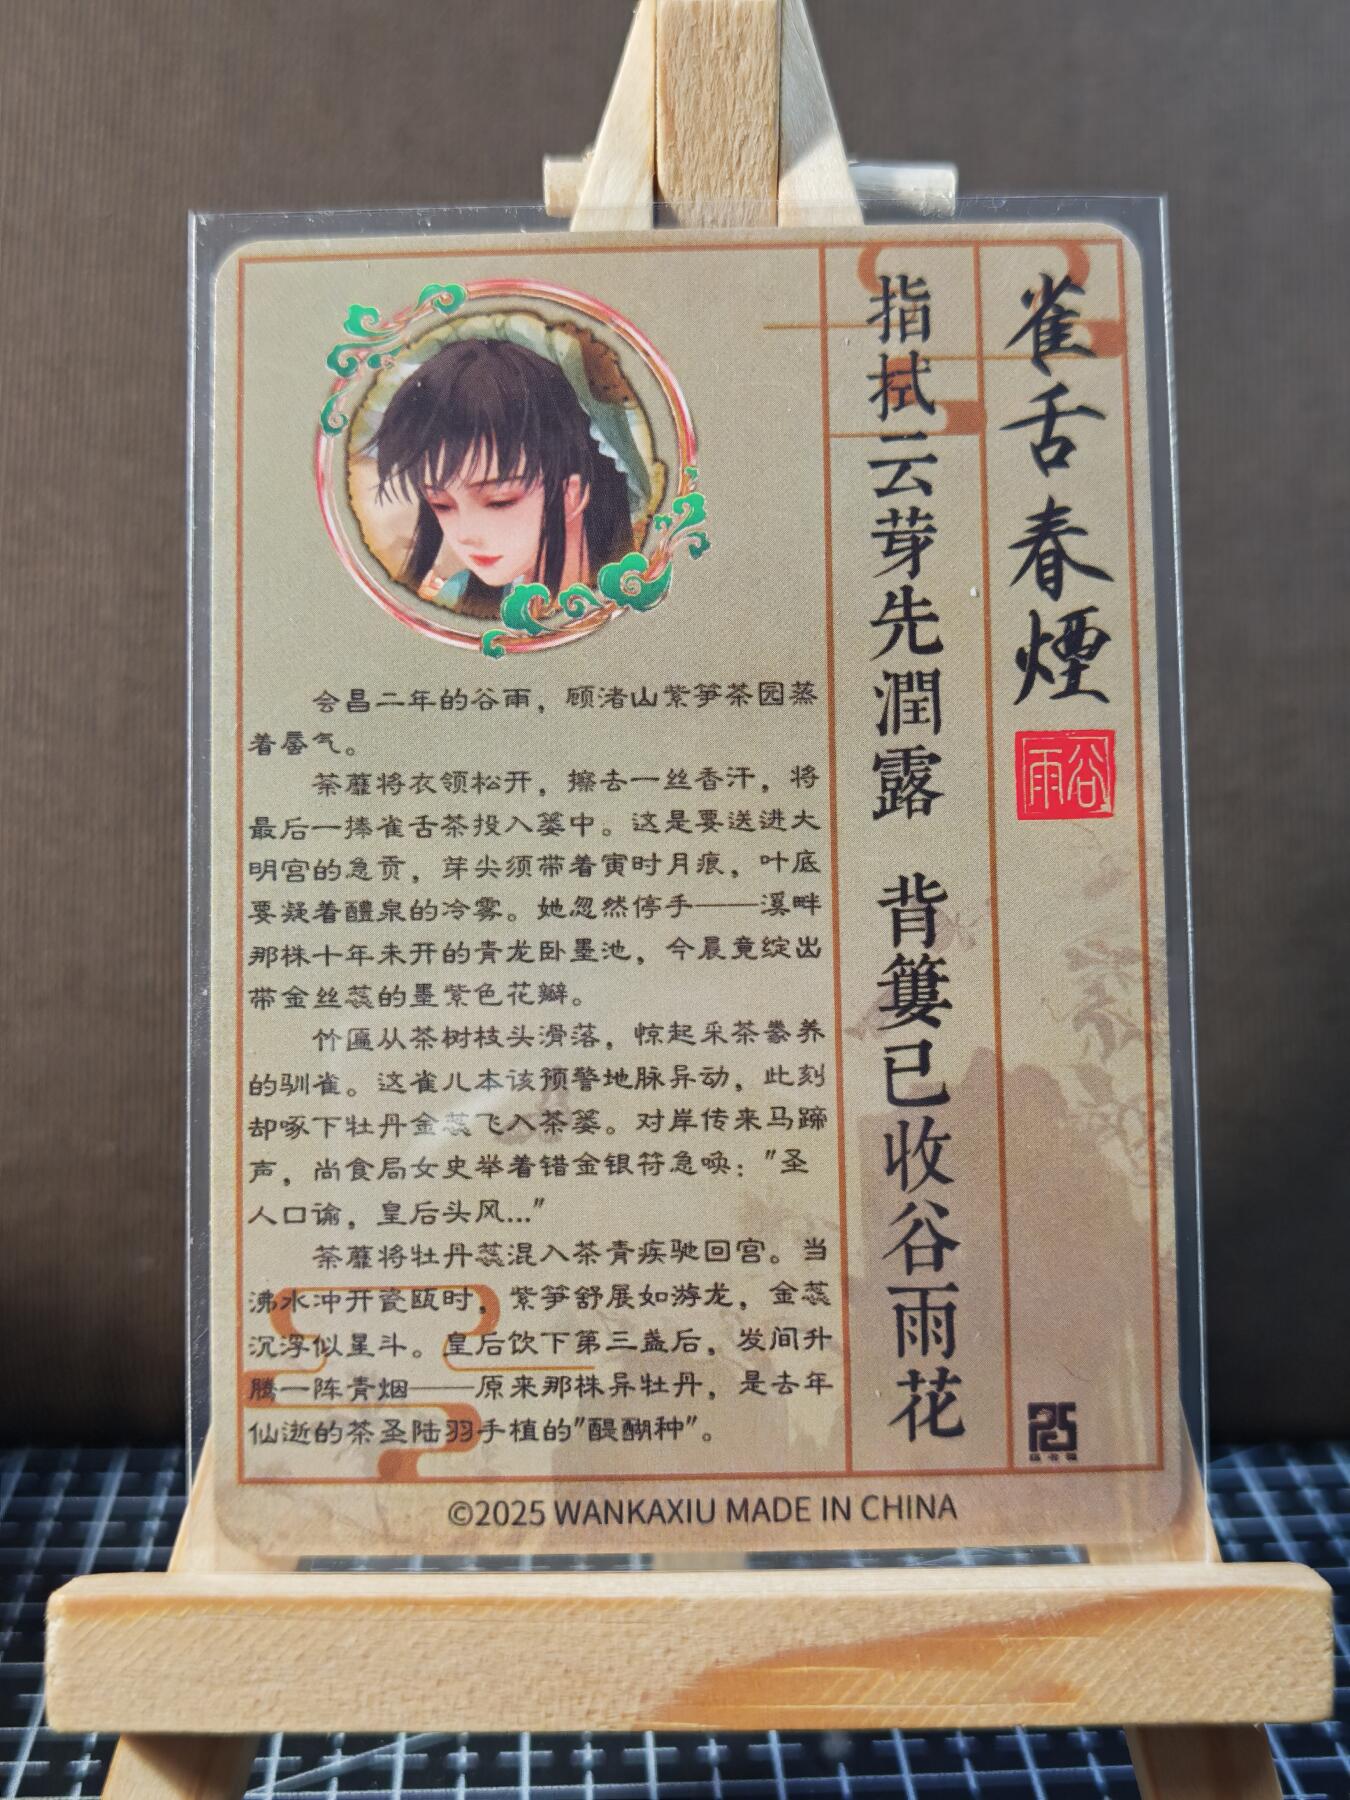 雀舌春煙
谷雨
指拭云芽先潤露 背篓已收谷雨花
会昌二年的谷雨，顾渚山紫笋茶园蒸
着蜃气。
荼蘼将衣领松开，擦去一丝香汗，将
最后一捧雀舌茶投入篓中。这是要送进大
明宫的急贡，芽尖须带着寅时月痕，叶底
要凝着醴泉的冷雾。她忽然停手——溪畔
那株十年未开的青龙卧墨池，今晨竟绽出
带金丝蕊的墨紫色花瓣。
竹匾从茶树枝头滑落，惊起采茶豢养
的驯雀。这雀儿本该预警地脉异动，此刻
却啄下牡丹金蕊飞入茶篓。对岸传来马蹄
声，尚食局女史举着错金银符急唤："圣
人口谕，皇后头风..."
荼蘼将牡丹蕊混入茶青疾驰回宫。当
沸水冲开瓷瓯时，紫笋舒展如游龙，金蕊
沉浮似星斗。皇后饮下第三盏后，发间升
腾一阵青烟——原来那株异牡丹，是去年
仙逝的茶圣陆羽手植的"醍醐种"。
©2025 WANKAXIU MADE IN CHINA